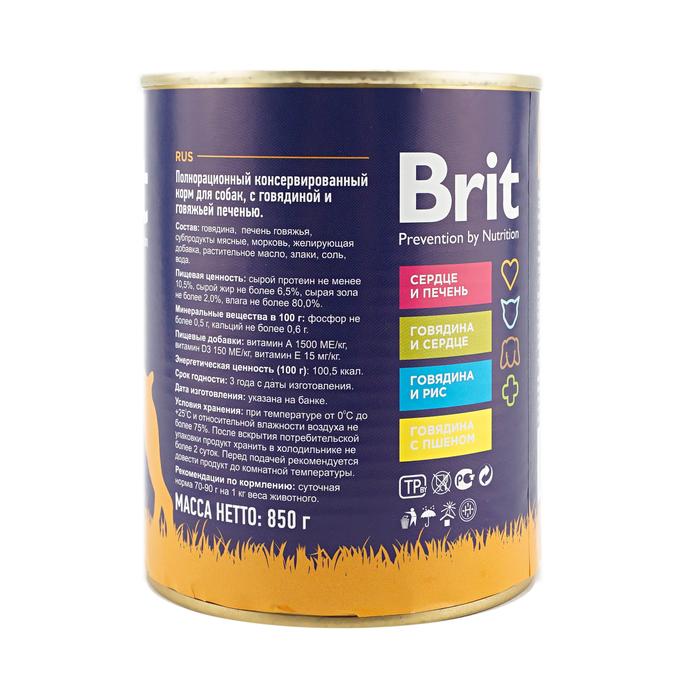 RUS
Полнорационный консервированный
корм для собак, с говядиной и
говяжьей печенью.
Состав: говядина, печень говяжья,
субпродукты мясные, морковь, желирующая
добавка, растительное масло, злаки, соль,
вода.
Пищевая ценность: сырой протеин не менее
10,5%, сырой жир не более 6,5%, сырая зола
не более 2,0%, влага не более 80,0%.
Минеральные вещества в 100 г: фосфор не
более 0,5 г, кальций не более 0,6 г.
Пищевые добавки: витамин А 1500 МЕ/кг,
витамин D3 150 МЕ/кг, витамин Е 15 мг/кг.
Энергетическая ценность (100 г): 100,5 ккал.
Срок годности: 3 года с даты изготовления.
Дата изготовления: указана на банке.
Условия хранения: при температуре от 0°С до
+25°С и относительной влажности воздуха не
более 75%. После вскрытия потребительской
упаковки продукт хранить в холодильнике не
более 2 суток. Перед подачей рекомендуется
довести продукт до комнатной температуры.
Рекомендации по кормлению: суточная
норма 70-90 г на 1 кг веса животного.
МАССА НЕТТО: 850 г
Brit
Prevention by Nutrition
СЕРДЦЕ
И ПЕЧЕНЬ
ГОВЯДИНА
И СЕРДЦЕ
ГОВЯДИНА
И РИС
ГОВЯДИНА
С ПШЕНОМ
TP BY